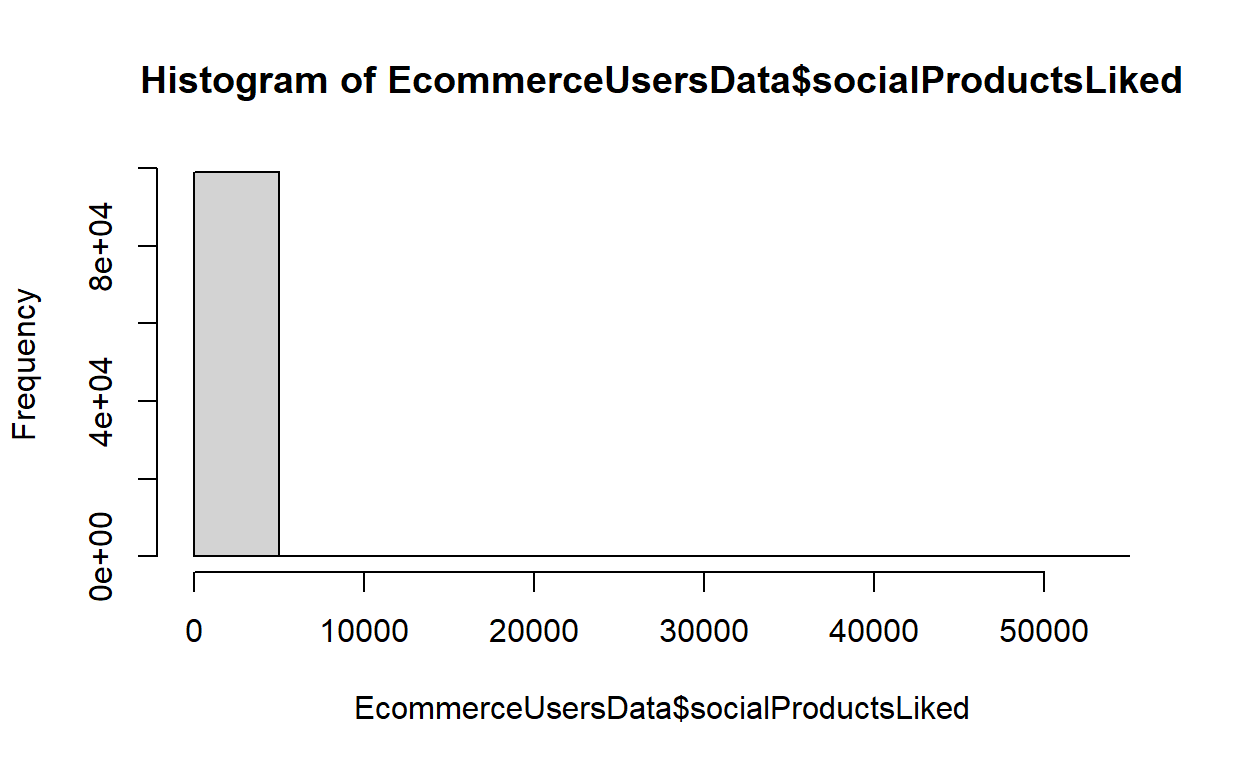 Histogram of EcommerceUsersData$socialProductsLiked
Frequency
8e+04
4e+04
0e+00
0 10000 20000 30000 40000 50000
EcommerceUsersData$socialProductsLiked